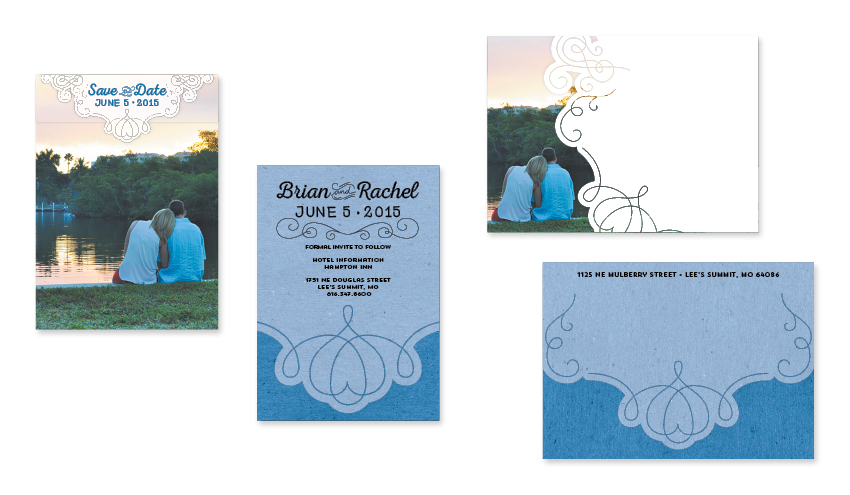 Save the Date
JUNE 5 • 2015
Brian and Rachel
JUNE 5 • 2015
FORMAL INVITE TO FOLLOW
HOTEL INFORMATION
HAMPTON INN
1751 NE DOUGLAS STREET
LEE'S SUMMIT, MO
816.347.8600
1125 NE MULBERRY STREET • LEE'S SUMMIT, MO 64086